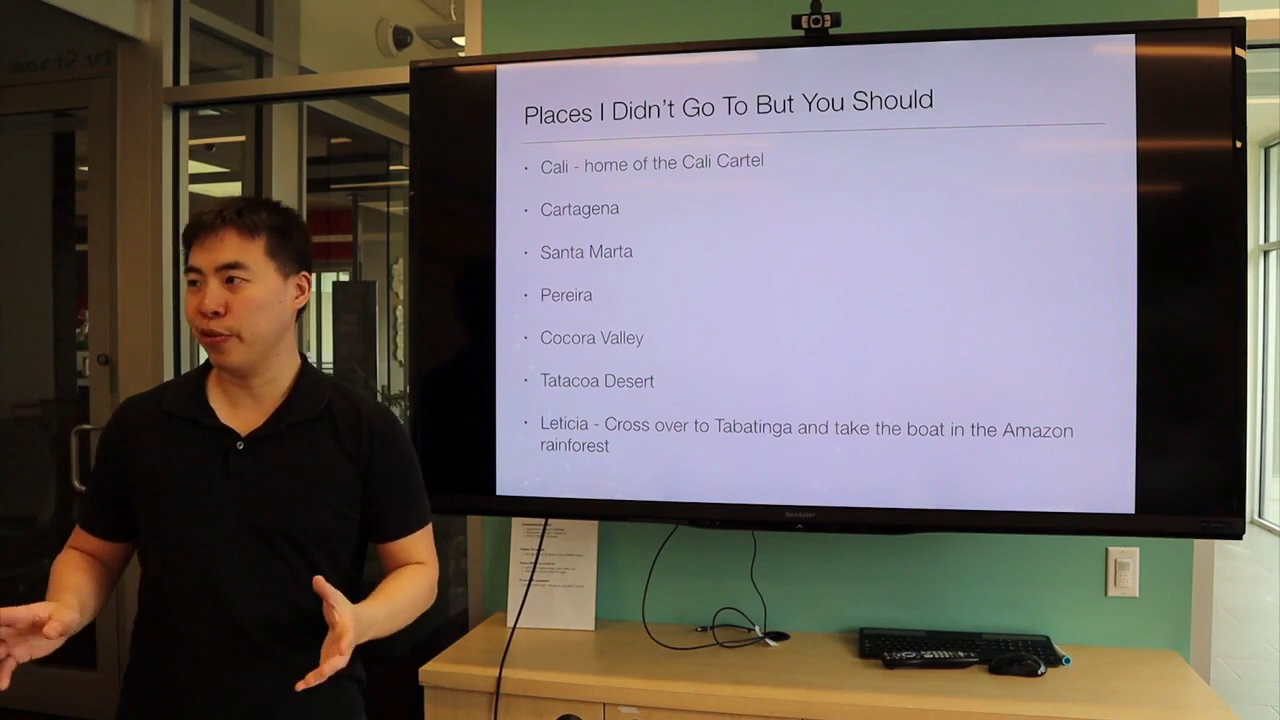 Places I Didn't Go To But You Should
• Cali - home of the Cali Cartel
• Cartagena
• Santa Marta
• Pereira
• Cocora Valley
• Tatacoa Desert
• Leticia - Cross over to Tabatinga and take the boat in the Amazon
rainforest
SHARP